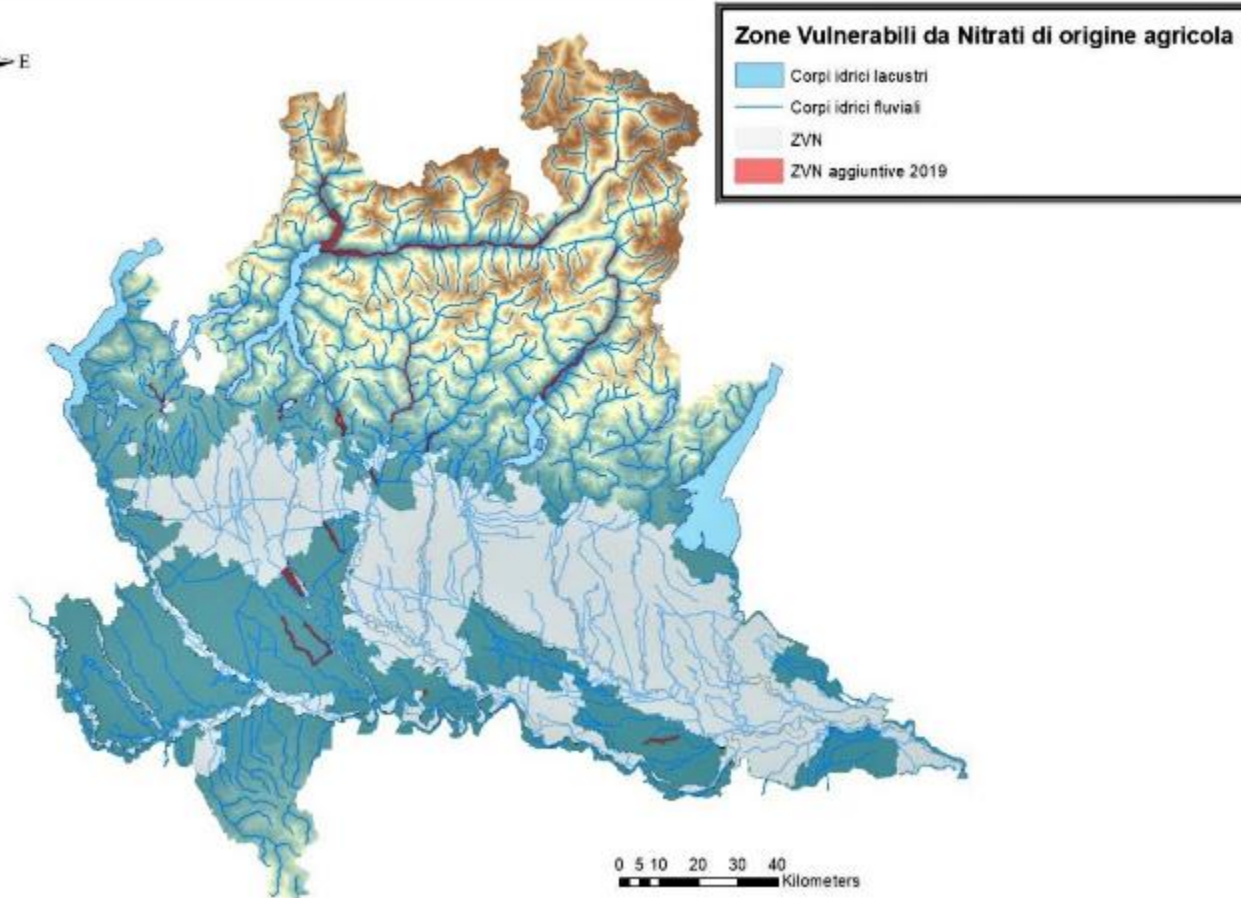 E
Zone Vulnerabili da Nitrati di origine agricola
Corpi idrici lacustri
Corpi idrici fluviali
ZVN
ZVN aggiuntive 2019
0 5 10 20 30 40
Kilometers